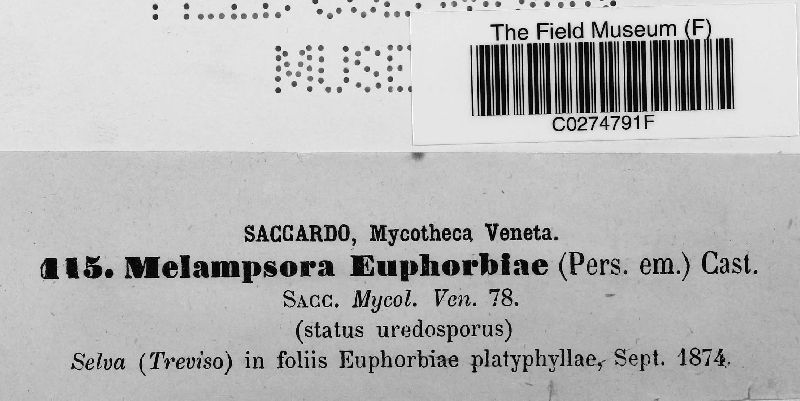 The Field Museum (F)
C0274791F
SACCARDO, Mycotheca Veneta.
115. Melampsora Euphorbiae (Pers. em.) Cast.
SACC. Mycol. Ven. 78.
(status uredosporus)
Selva (Treviso) in foliis Euphorbiae platyphyllae, Sept. 1874.